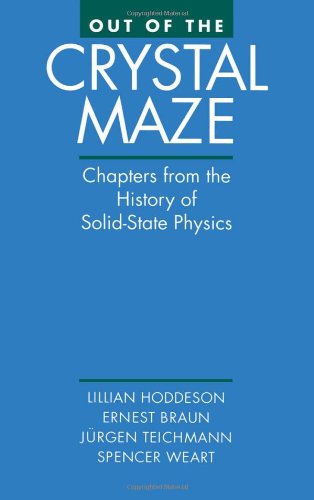 OUT OF THE
CRYSTAL
MAZE
Chapters from the
History of
Solid-State Physics
LILLIAN HODDESON
ERNEST BRAUN
JÜRGEN TEICHMANN
SPENCER WEART